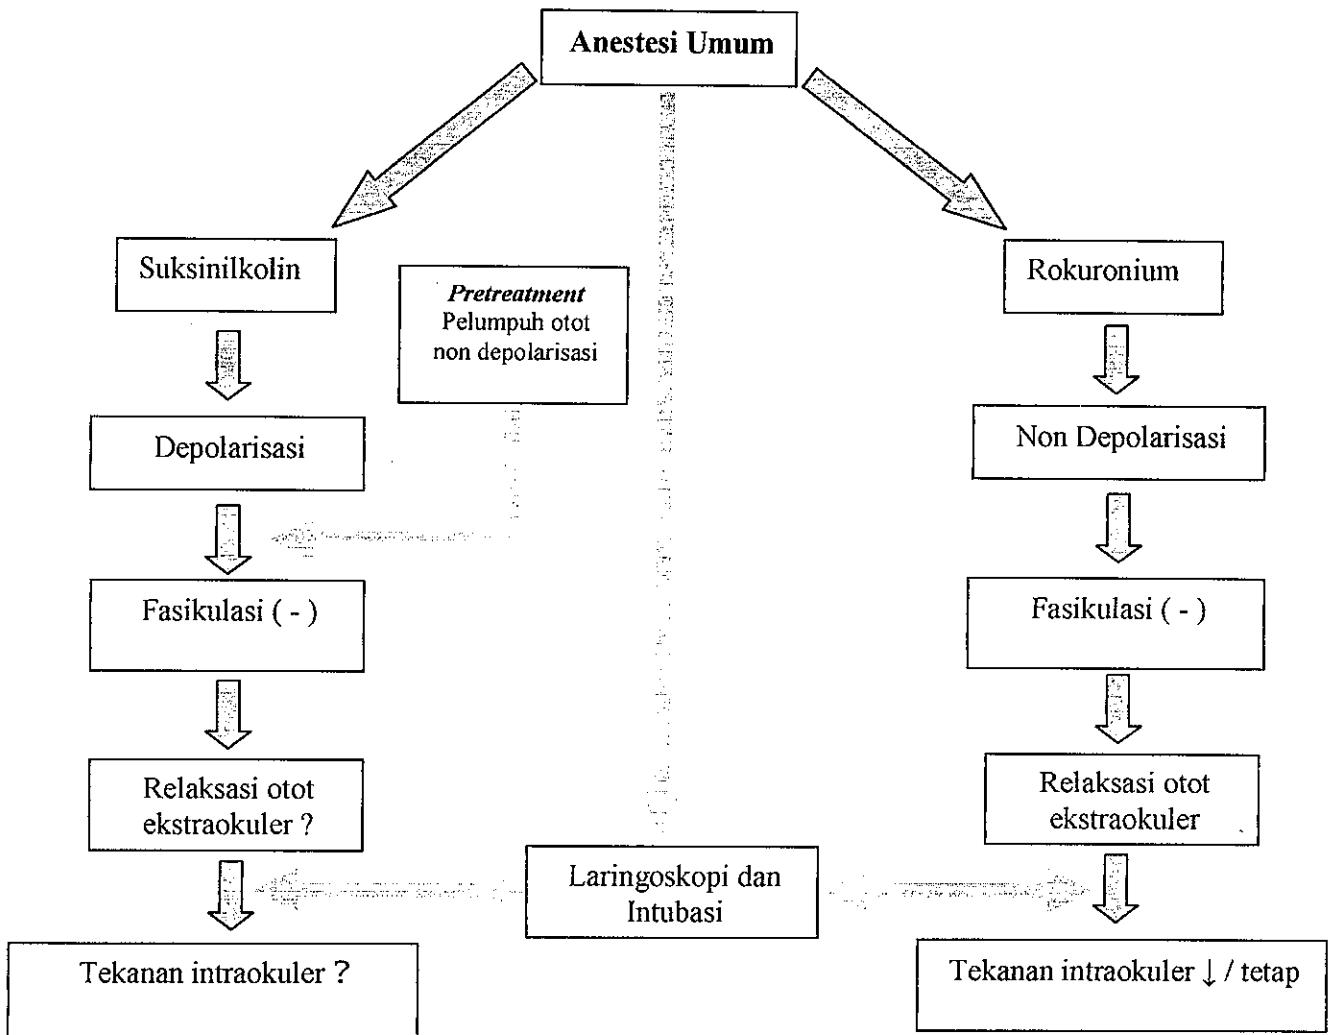 Anestesi Umum
Suksinilkolin
Pretreatment
Pelumpuh otot
non depolarisasi
Rokuronium
Depolarisasi
Non Depolarisasi
Fasikulasi ( - )
Fasikulasi ( - )
Relaksasi otot
ekstraokuler ?
Relaksasi otot
ekstraokuler
Laringoskopi dan
Intubasi
Tekanan intraokuler ?
Tekanan intraokuler ↓ / tetap